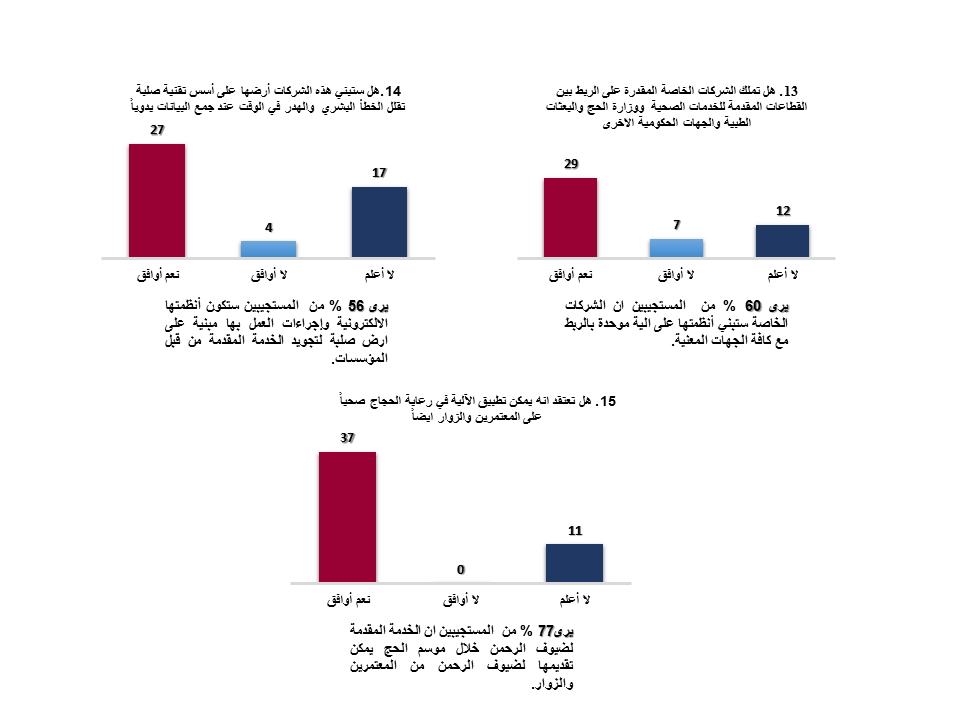 13. هل تملك الشركات الخاصة المقدرة على الربط بين
القطاعات المقدمة للخدمات الصحية ووزارة الحج والبعثات
الطبية والجهات الحكومية الاخرى
29
7
12
نعم أوافق
لا أوافق
لا أعلم
يرى 60 % من المستجيبين ان الشركات
الخاصة ستبني أنظمتها على الية موحدة بالربط
مع كافة الجهات المعنية.
14.هل ستبني هذه الشركات أرضها على أسس تقنية صلبة
تقلل الخطأ البشري والهدر في الوقت عند جمع البيانات يدوياً
27
4
17
نعم أوافق
لا أوافق
لا أعلم
يرى 56 % من المستجيبين ستكون أنظمتها
الالكترونية وإجراءات العمل بها مبنية على
ارض صلبة لتجويد الخدمة المقدمة من قبل
المؤسسات.
15. هل تعتقد انه يمكن تطبيق الآلية في رعاية الحجاج صحياً
على المعتمرين والزوار ايضاً
37
0
11
نعم أوافق
لا أوافق
لا أعلم
يرى77 % من المستجيبين ان الخدمة المقدمة
لضيوف الرحمن خلال موسم الحج يمكن
تقديمها لضيوف الرحمن من المعتمرين
والزوار.